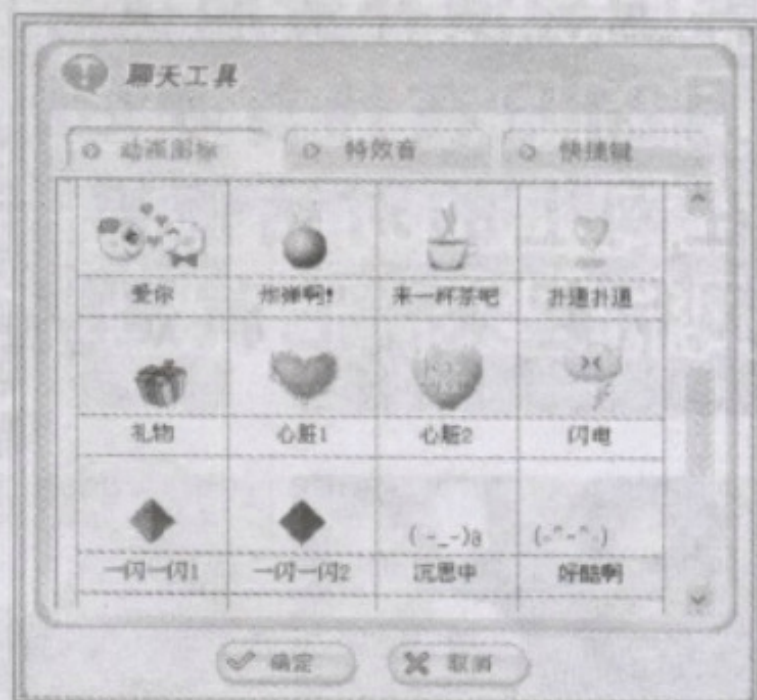 聊天工具
动画图标 特效音 快捷键
爱你 炸弹啊! 来一杯茶吧 扑通扑通
礼物 心脏1 心脏2 闪电
(-_-)a (-^-^-)
一闪一闪1 一闪一闪2 沉思中 好酷啊
确定 取消